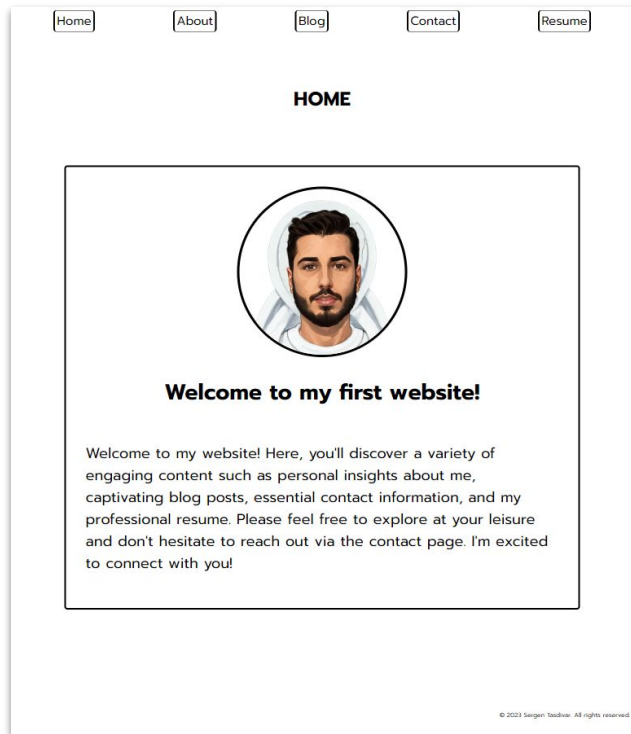 Home About Blog Contact Resume
HOME
Welcome to my first website!
Welcome to my website! Here, you'll discover a variety of
engaging content such as personal insights about me,
captivating blog posts, essential contact information, and my
professional resume. Please feel free to explore at your leisure
and don't hesitate to reach out via the contact page. I'm excited
to connect with you!
© 2023 Sergen Tasdivar. All rights reserved.